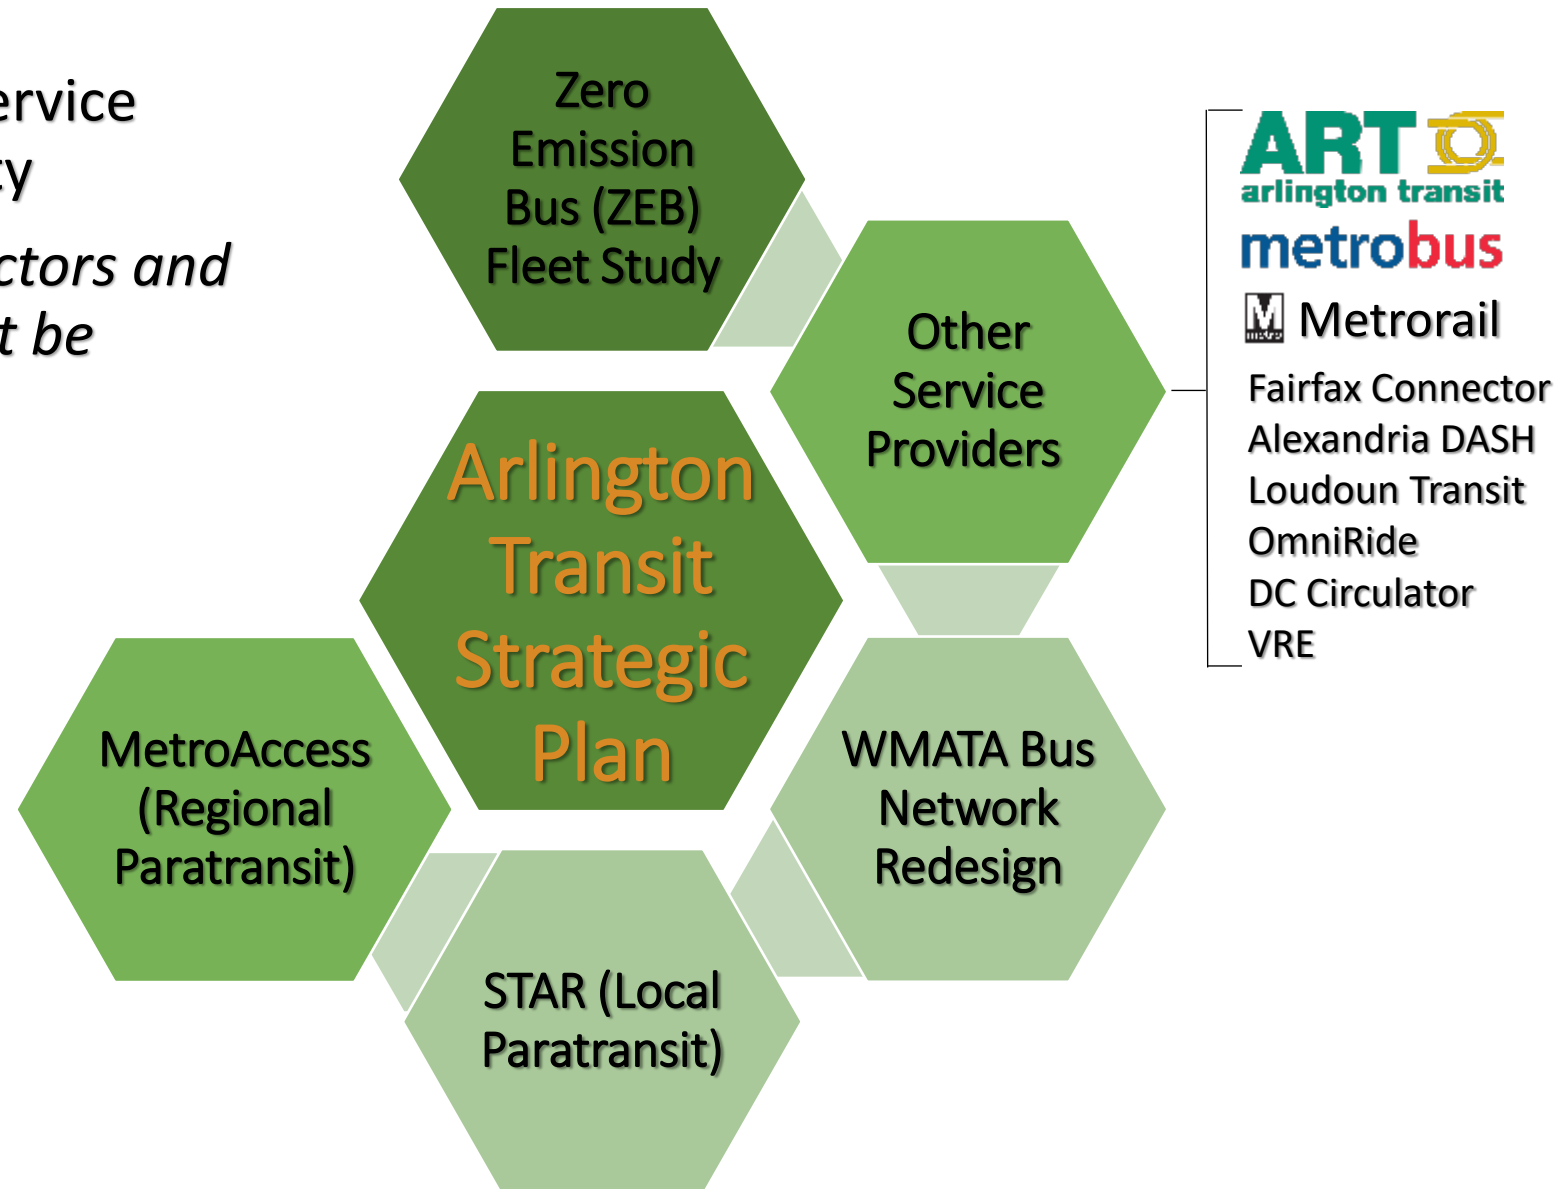 ervice
ty
ctors and
t be
Zero
Emission
Bus (ZEB)
Fleet Study
Other
Service
Providers
ART
arlington transit
metrobus
M
metro
Metrorail
Fairfax Connector
Alexandria DASH
Loudoun Transit
OmniRide
DC Circulator
VRE
Arlington
Transit
Strategic
Plan
MetroAccess
(Regional
Paratransit)
WMATA Bus
Network
Redesign
STAR (Local
Paratransit)